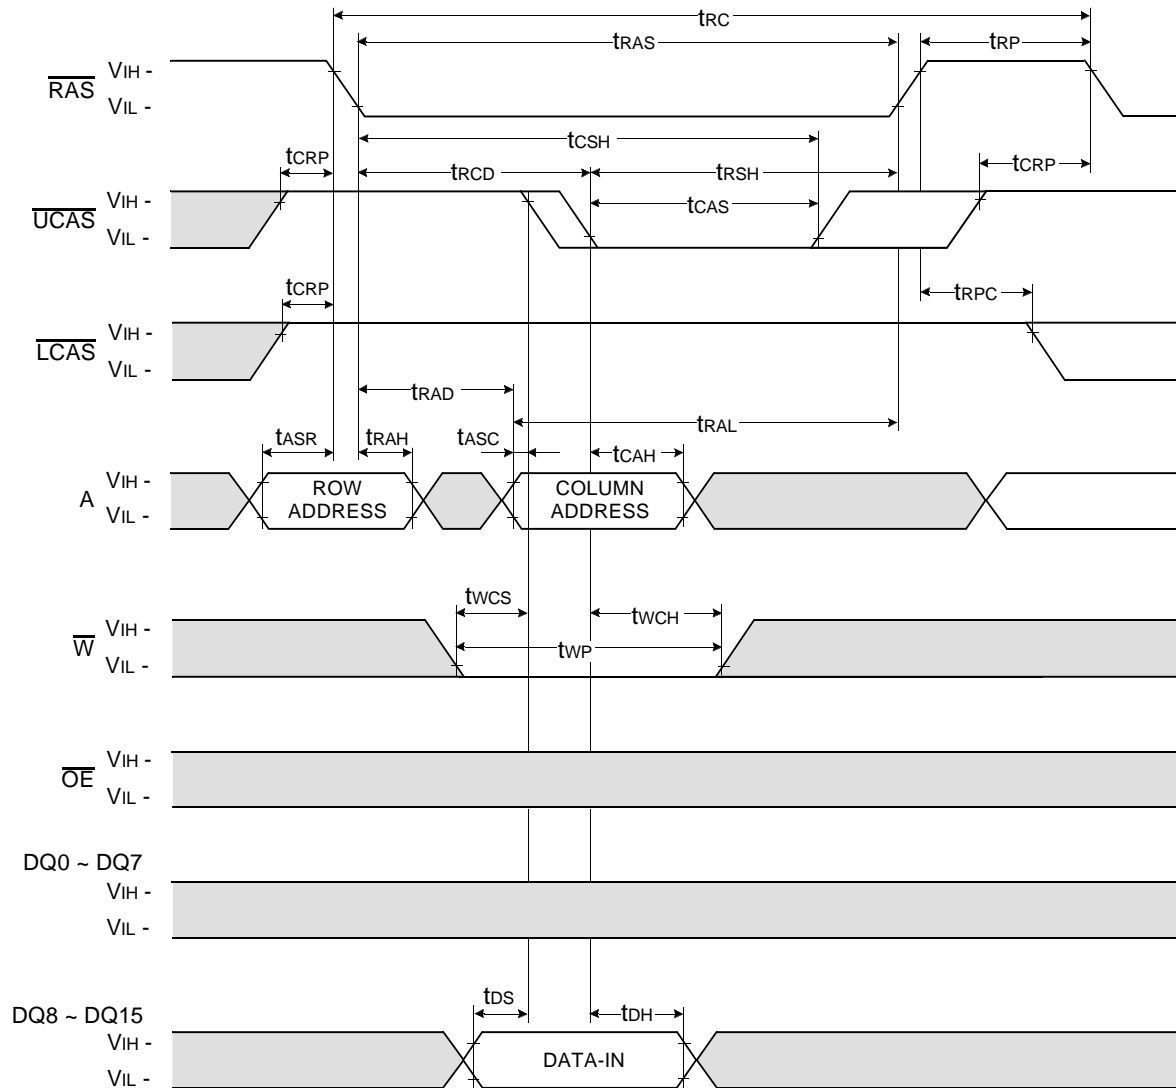 tRC
tRAS
tRP
RAS
VIH -
VIL -
tCSH
tCRP
tRCD
tRSH
tCRP
UCAS
VIH -
VIL -
tCAS
tCRP
tRPC
LCAS
VIH -
VIL -
tRAD
tRAL
tASR
tRAH
tASC
tCAH
A
VIH -
VIL -
ROW
ADDRESS
COLUMN
ADDRESS
tWCS
tWCH
tWP
W
VIH -
VIL -
OE
VIH -
VIL -
DQ0 ~ DQ7
VIH -
VIL -
tDS
tDH
DQ8 ~ DQ15
VIH -
VIL -
DATA-IN